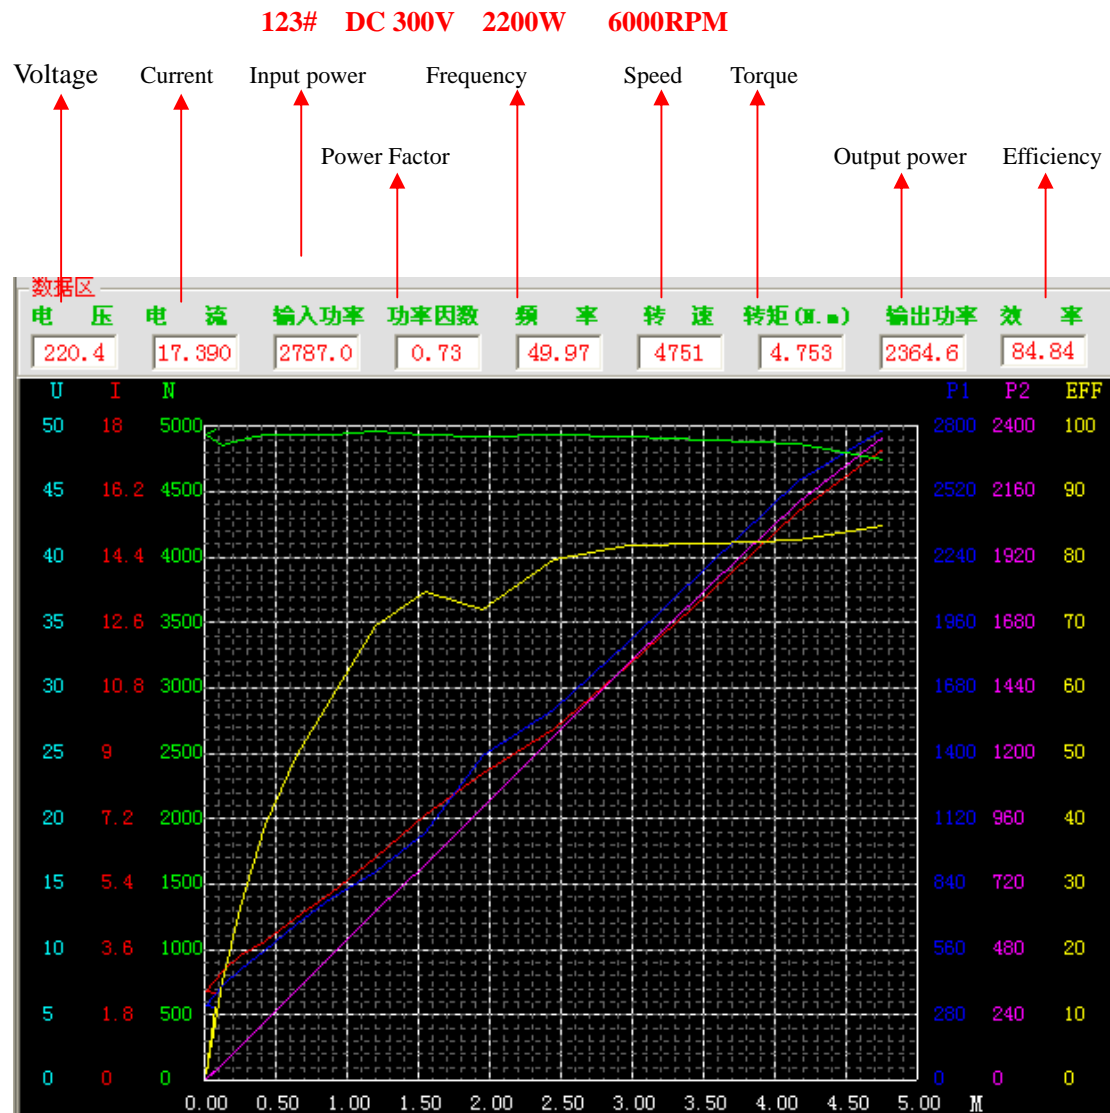 123# DC 300V 2200W 6000RPM
Voltage Current Input power Frequency Speed Torque
Power Factor Output power Efficiency
数据区
电 压 电 流 输入功率 功率因数 频 率 转 速 转矩(N.m) 输出功率 效 率
220.4 17.390 2787.0 0.73 49.97 4751 4.753 2364.6 84.84
U I N P1 P2 EFF
50 18 5000 2800 2400 100
45 16.2 4500 2520 2160 90
40 14.4 4000 2240 1920 80
35 12.6 3500 1960 1680 70
30 10.8 3000 1680 1440 60
25 9 2500 1400 1200 50
20 7.2 2000 1120 960 40
15 5.4 1500 840 720 30
10 3.6 1000 560 480 20
5 1.8 500 280 240 10
0 0 0 0 0 0
0.00 0.50 1.00 1.50 2.00 2.50 3.00 3.50 4.00 4.50 5.00 M